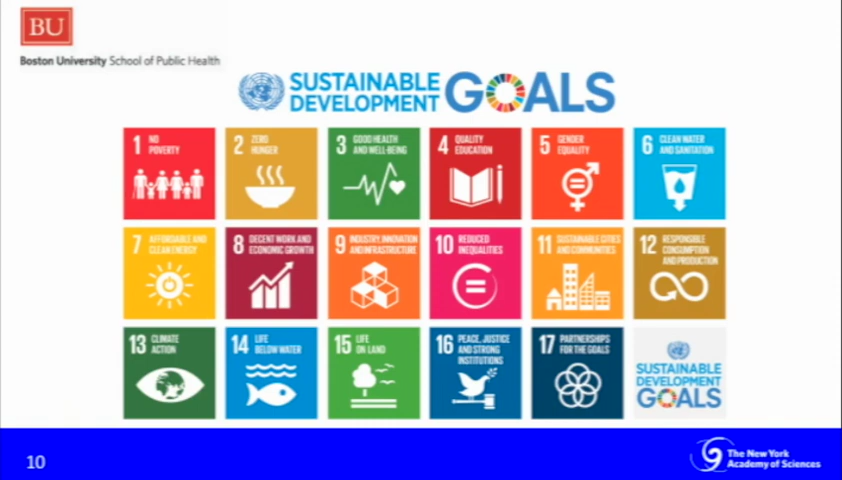 BU
Boston University School of Public Health
SUSTAINABLE
DEVELOPMENT
GOALS
1 NO
POVERTY
2 ZERO
HUNGER
3 GOOD HEALTH
AND WELL-BEING
4 QUALITY
EDUCATION
5 GENDER
EQUALITY
6 CLEAN WATER
AND SANITATION
7 AFFORDABLE AND
CLEAN ENERGY
8 DECENT WORK AND
ECONOMIC GROWTH
9 INDUSTRY, INNOVATION
AND INFRASTRUCTURE
10 REDUCED
INEQUALITIES
11 SUSTAINABLE CITIES
AND COMMUNITIES
12 RESPONSIBLE
CONSUMPTION
AND PRODUCTION
13 CLIMATE
ACTION
14 LIFE
BELOW WATER
15 LIFE
ON LAND
16 PEACE, JUSTICE
AND STRONG
INSTITUTIONS
17 PARTNERSHIPS
FOR THE GOALS
SUSTAINABLE
DEVELOPMENT
GOALS
10
The New York
Academy of Sciences